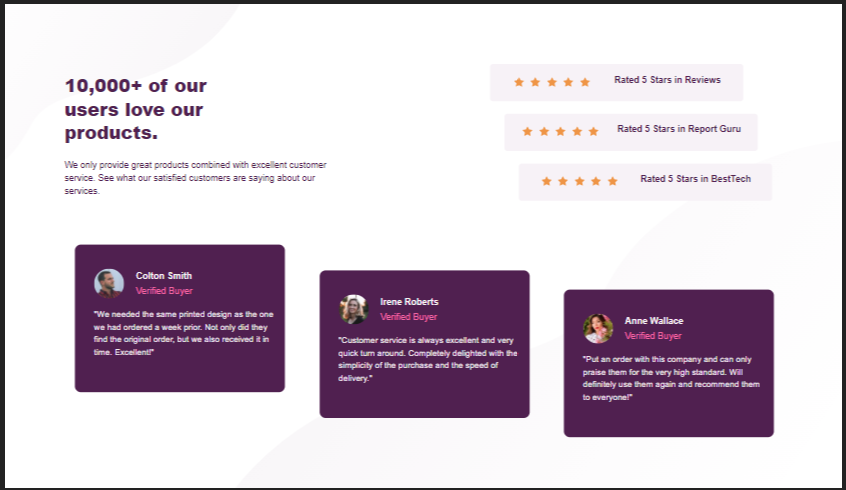 10,000+ of our
users love our
products.
We only provide great products combined with excellent customer
service. See what our satisfied customers are saying about our
services.
Rated 5 Stars in Reviews
Rated 5 Stars in Report Guru
Rated 5 Stars in BestTech
Colton Smith
Verified Buyer
"We needed the same printed design as the one
we had ordered a week prior. Not only did they
find the original order, but we also received it in
time. Excellent!"
Irene Roberts
Verified Buyer
"Customer service is always excellent and very
quick turn around. Completely delighted with the
simplicity of the purchase and the speed of
delivery."
Anne Wallace
Verified Buyer
"Put an order with this company and can only
praise them for the very high standard. Will
definitely use them again and recommend them
to everyone!"